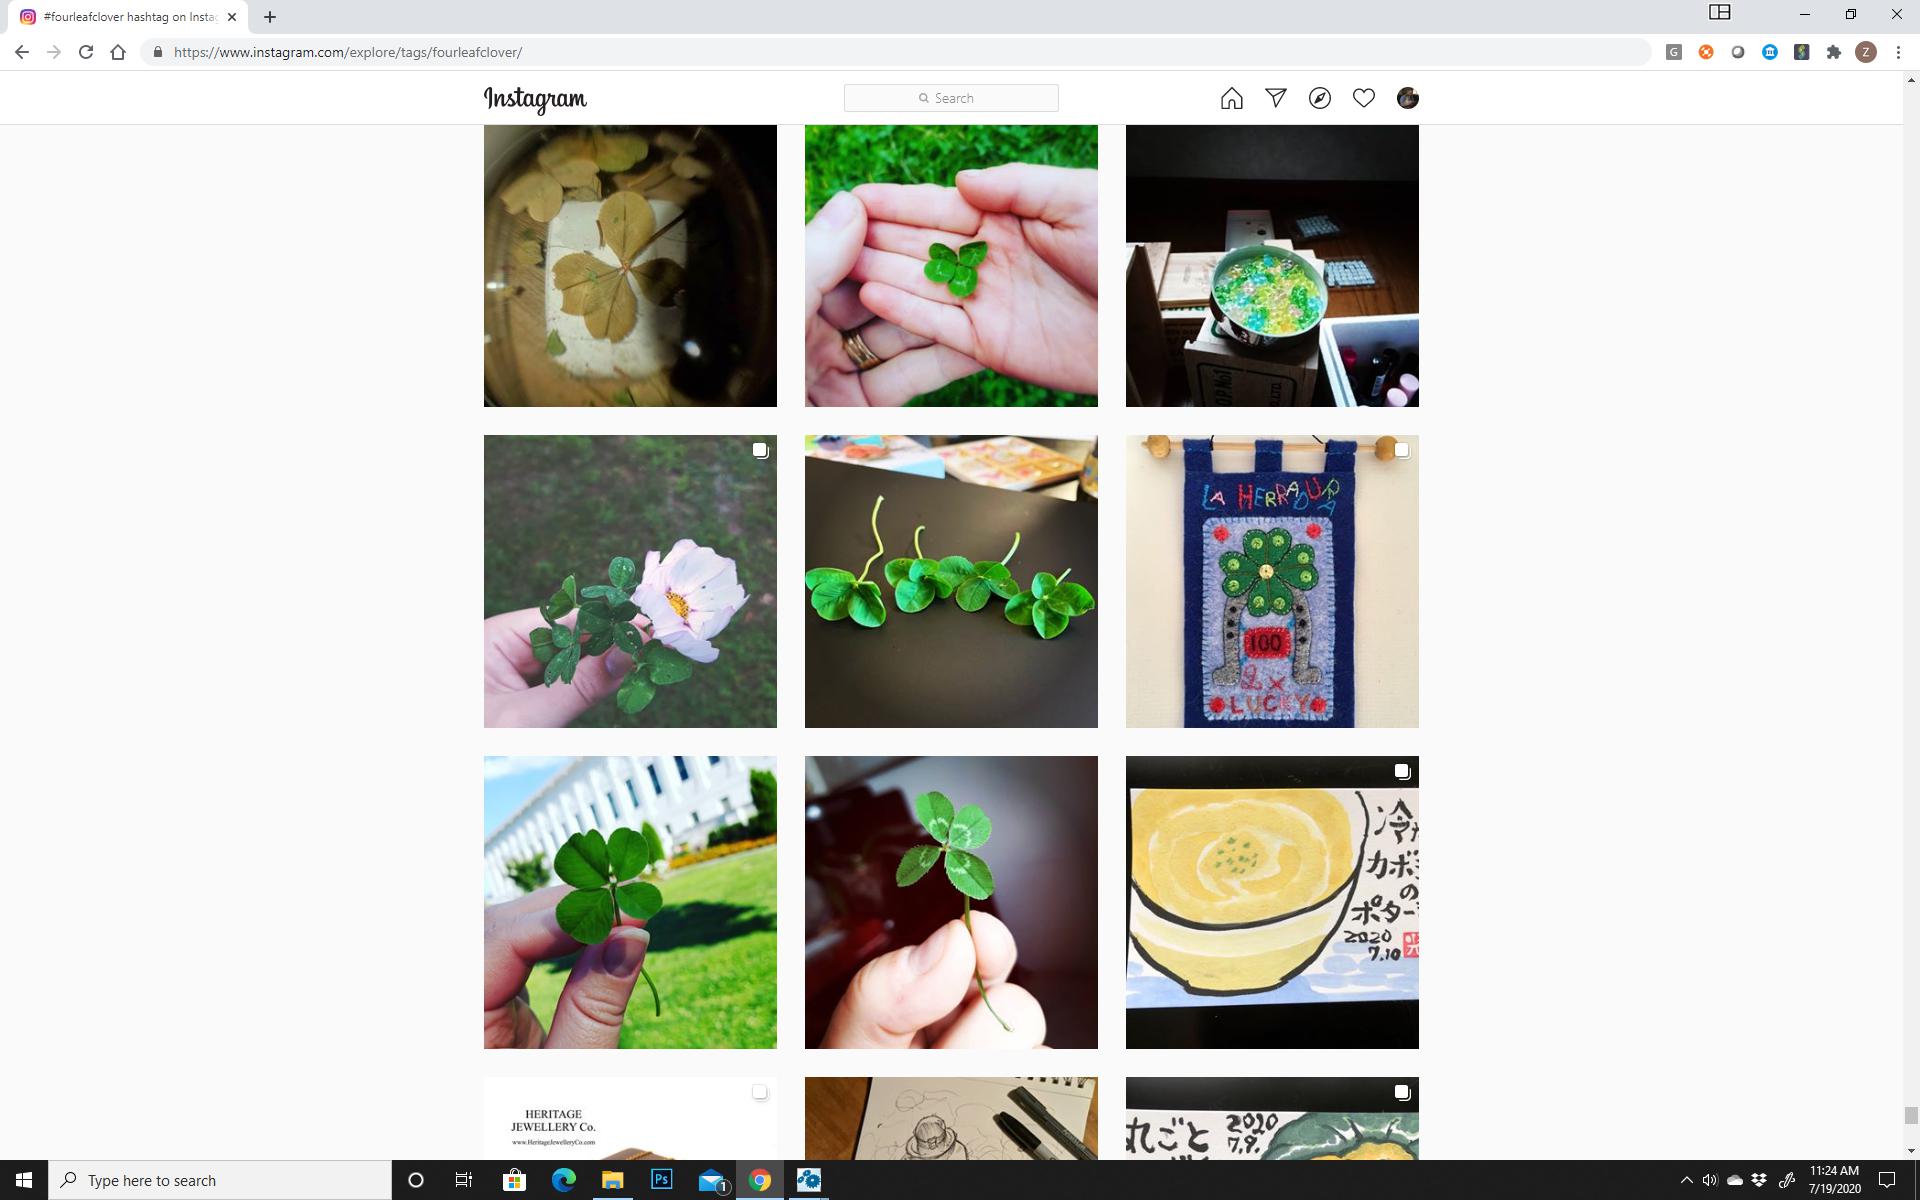 #fourleafclover hashtag on Insta
https://www.instagram.com/explore/tags/fourleafclover/
G
Z
Instagram
Search
LA HERRADURA
100
& x
LUCKY
冷
カボ
の
ポター
2020
7.10
HERITAGE
JEWELLERY Co.
www.HeritageJewelleryCo.com
丸ごと
2020
7.9.
Type here to search
Ps
1
11:24 AM
7/19/2020